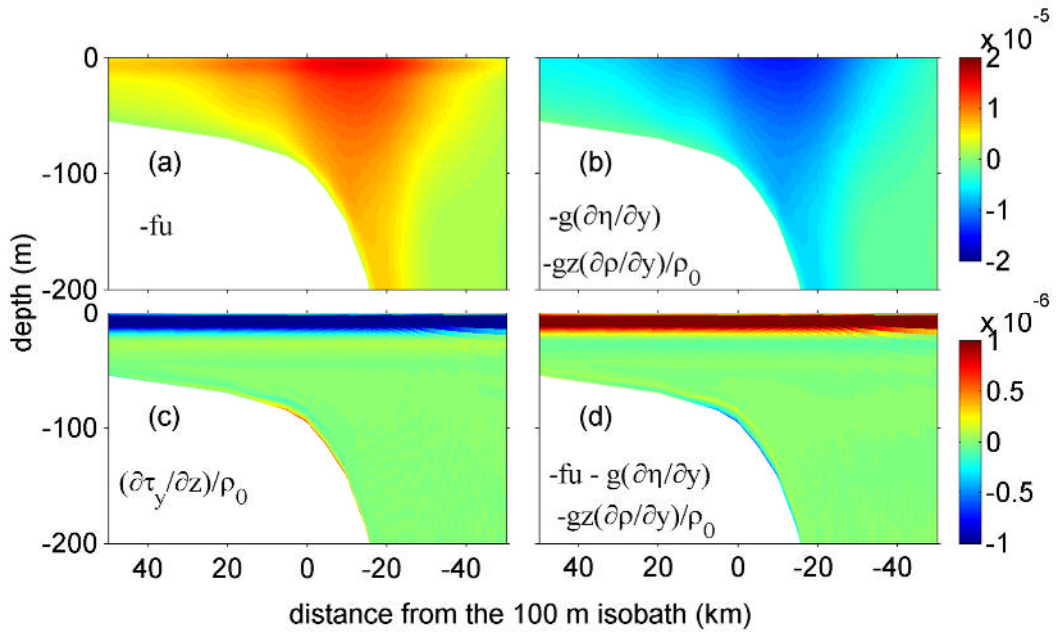 x 10-5
0
-100
-200
(a)
-fu
(b)
-g(∂η/∂y)
-gz(∂ρ/∂y)/ρ0
2
1
0
-1
-2
depth (m)
x 10-6
0
-100
-200
(c)
(∂τy/∂z)/ρ0
(d)
-fu - g(∂η/∂y)
-gz(∂ρ/∂y)/ρ0
1
0.5
0
-0.5
-1
40 20 0 -20 -40
40 20 0 -20 -40
distance from the 100 m isobath (km)